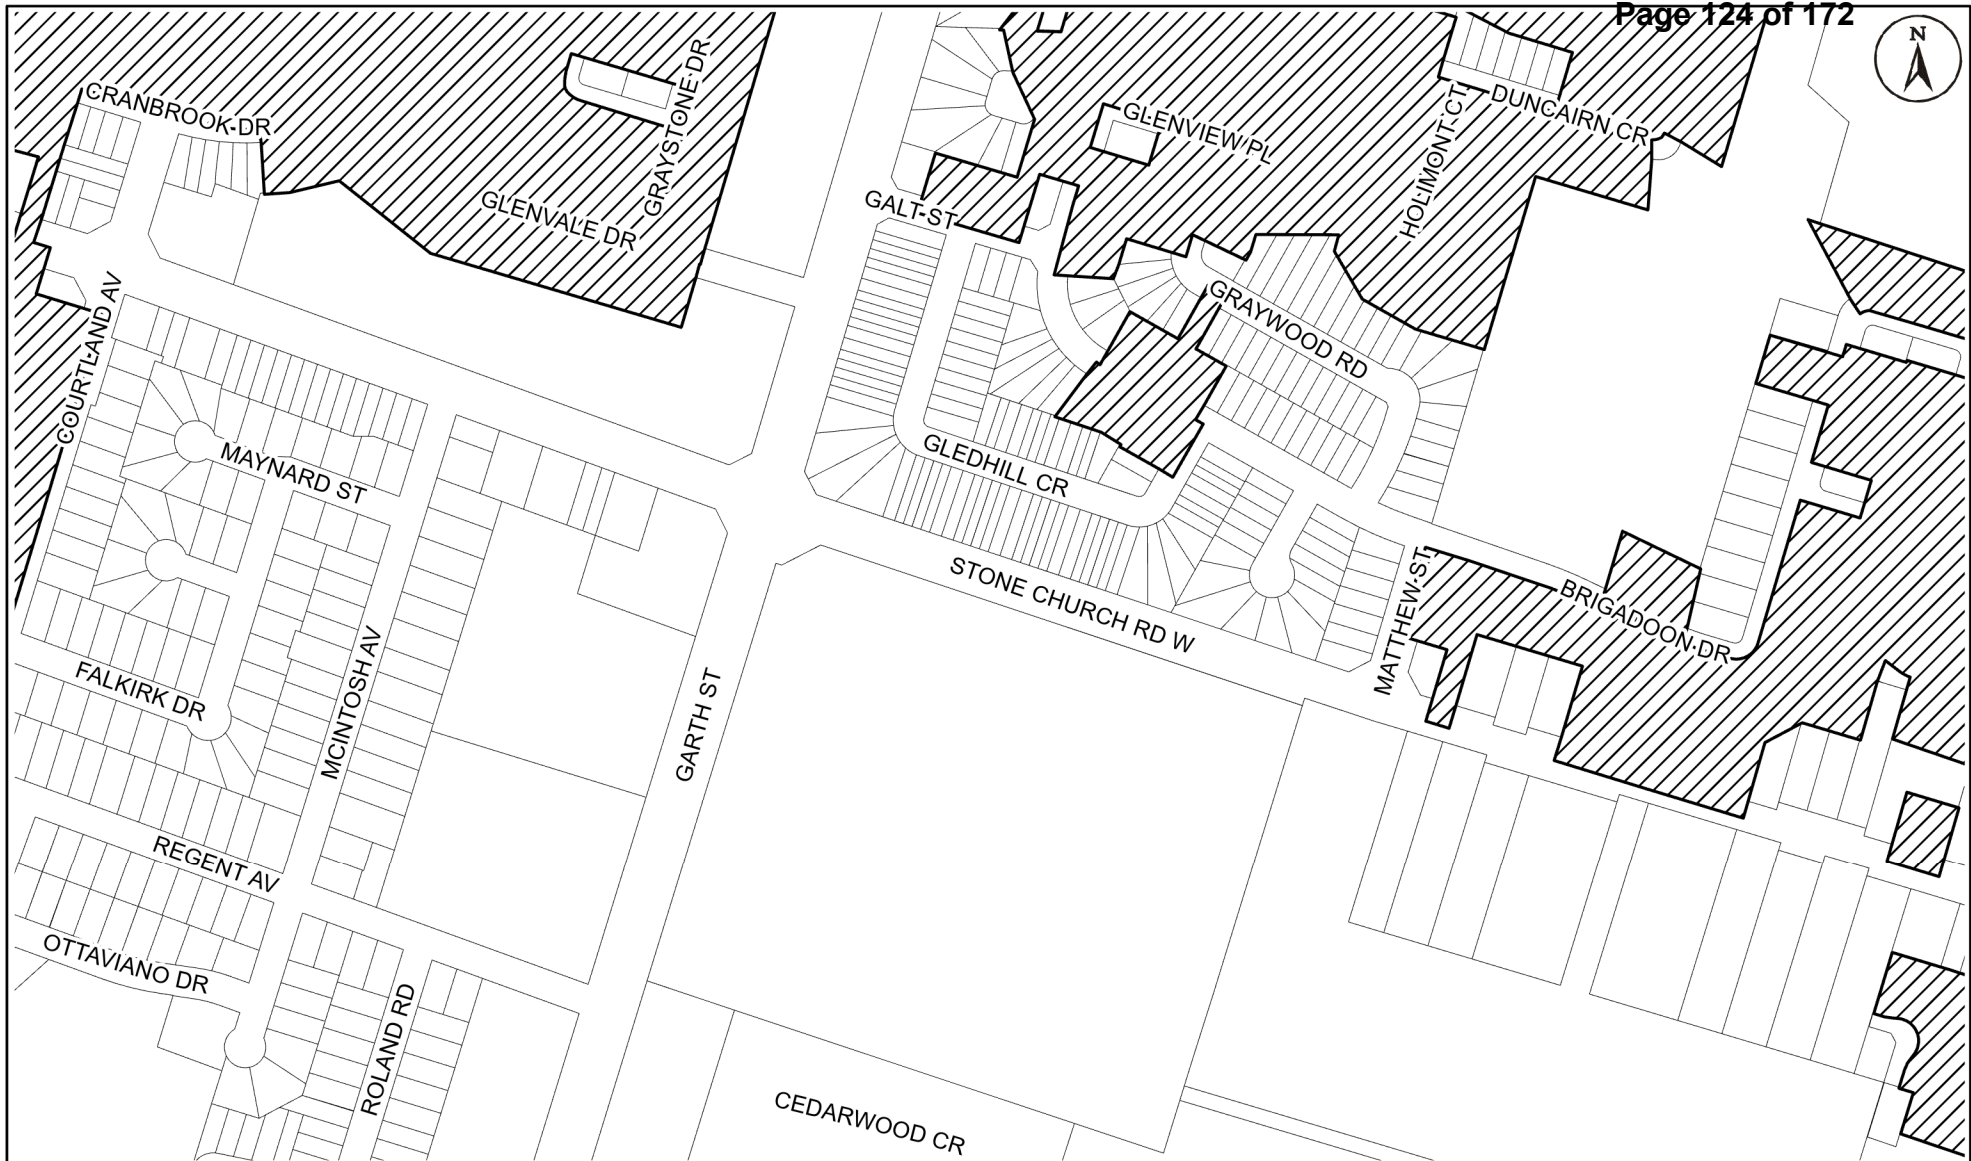 Page 124 of 172
N
CRANBROOK DR
GRAYSTONE DR
GLENVALE DR
GLENVIEW PL
DUNCAIRN CR
HOLIMONT CT
GALT ST
GRAYWOOD RD
COURTLAND AV
MAYNARD ST
GLEDHILL CR
STONE CHURCH RD W
MATTHEW ST
BRIGADOON DR
FALKIRK DR
MCINTOSH AV
GARTH ST
REGENT AV
OTTAVIANO DR
ROLAND RD
CEDARWOOD CR